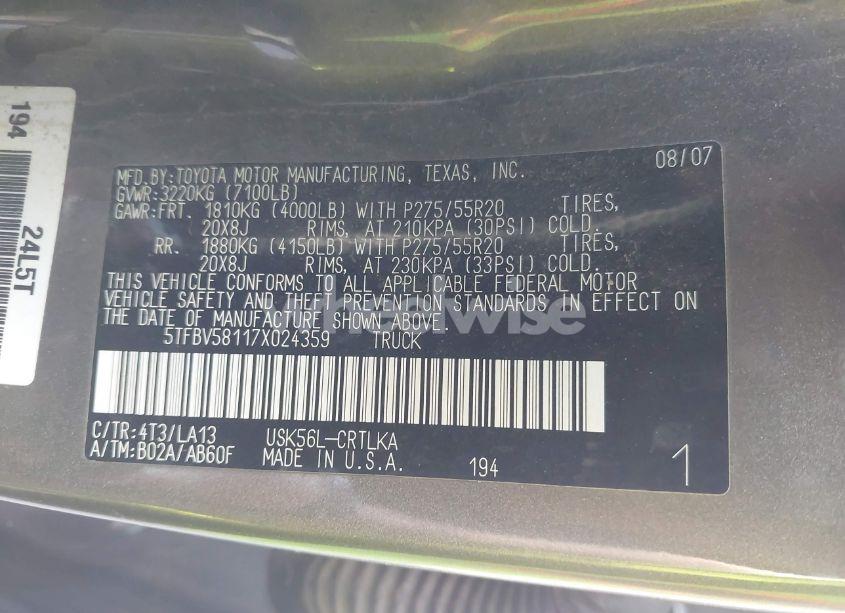 194
24L5T
MFD.BY:TOYOTA MOTOR MANUFACTURING, TEXAS, INC. 08/07
GVWR:3220KG (7100LB)
GAWR:FRT. 1810KG (4000LB) WITH P275/55R20 TIRES,
20X8J RIMS, AT 210KPA (30PSI) COLD.
RR. 1880KG (4150LB) WITH P275/55R20 TIRES,
20X8J RIMS, AT 230KPA (33PSI) COLD.
THIS VEHICLE CONFORMS TO ALL APPLICABLE FEDERAL MOTOR
VEHICLE SAFETY AND THEFT PREVENTION STANDARDS IN EFFECT ON
THE DATE OF MANUFACTURE SHOWN ABOVE.
5TFBV58117X024359 TRUCK
C/TR:4T3/LA13 USK56L-CRTLKA
A/TM:B02A/AB60F MADE IN U.S.A. 194 1